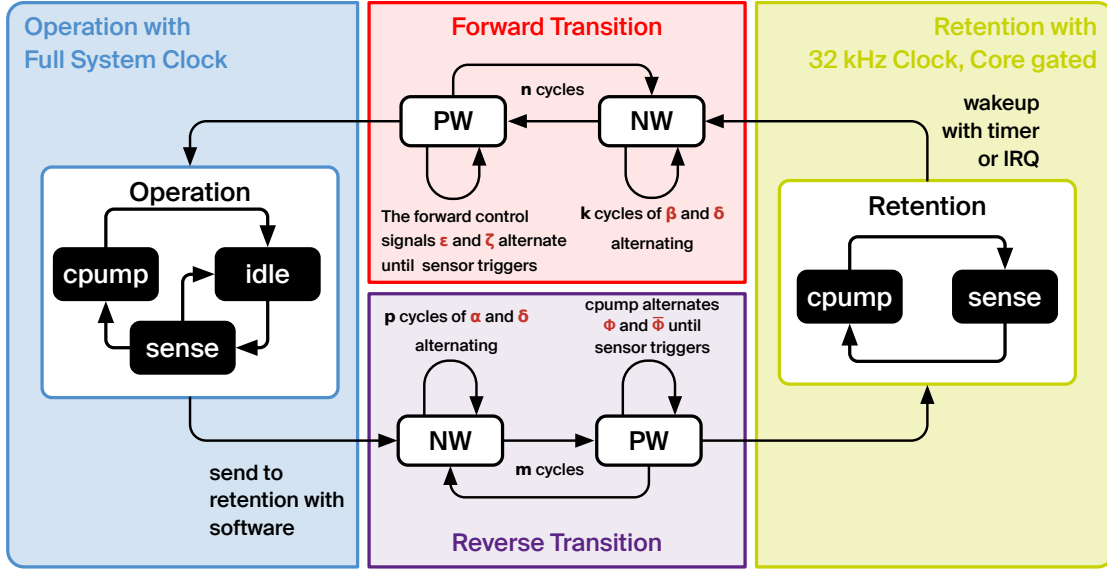 Operation with
Full System Clock
Forward Transition
Retention with
32 kHz Clock, Core gated
n cycles
PW
NW
wakeup
with timer
or IRQ
Operation
cpump
idle
sense
The forward control
signals ε and ζ alternate
until sensor triggers
k cycles of β and δ
alternating
Retention
cpump
sense
p cycles of α and δ
alternating
cpump alternates
Φ and Φ̅ until
sensor triggers
NW
PW
m cycles
send to
retention with
software
Reverse Transition